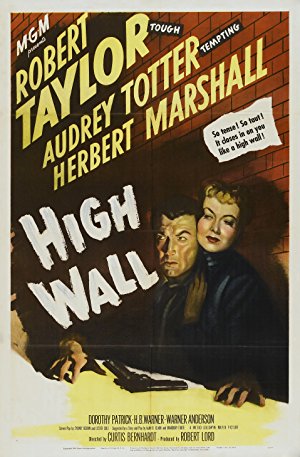 MGM
presents
ROBERT
TAYLOR
TOUGH
AUDREY TOTTER
TEMPTING
HERBERT MARSHALL
So tense! So taut!
It closes in on you
like a high wall!
HIGH
WALL
DOROTHY PATRICK · H.B. WARNER · WARNER ANDERSON
Directed by CURTIS BERNHARDT · Produced by ROBERT LORD